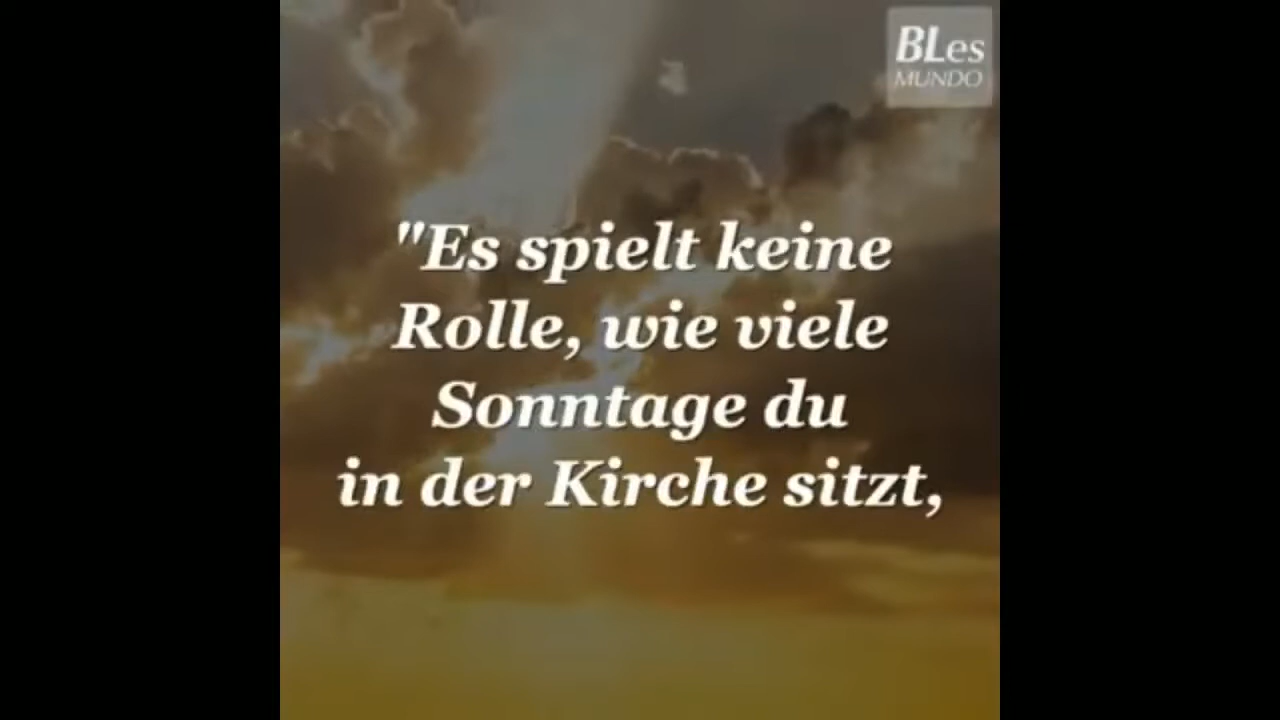 BLes
MUNDO
"Es spielt keine
Rolle, wie viele
Sonntage du
in der Kirche sitzt,